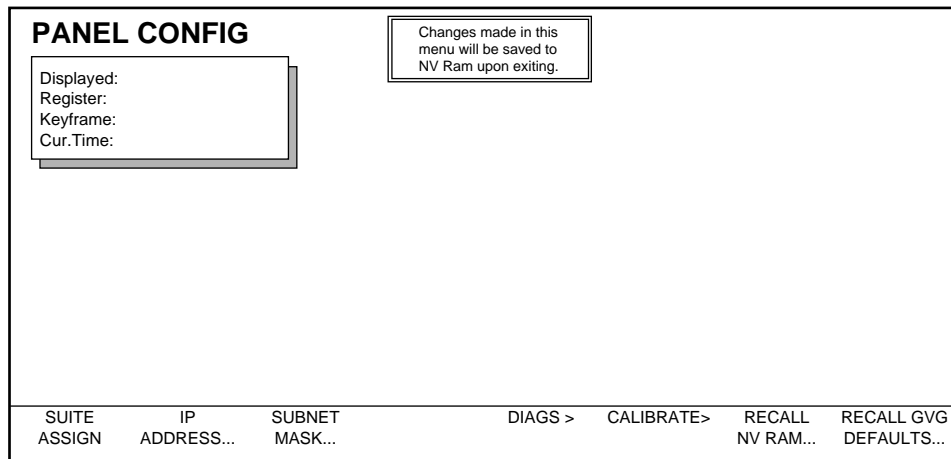 PANEL CONFIG
Changes made in this
menu will be saved to
NV Ram upon exiting.
Displayed:
Register:
Keyframe:
Cur.Time:
SUITE
ASSIGN
IP
ADDRESS...
SUBNET
MASK...
DIAGS >
CALIBRATE>
RECALL
NV RAM...
RECALL GVG
DEFAULTS...